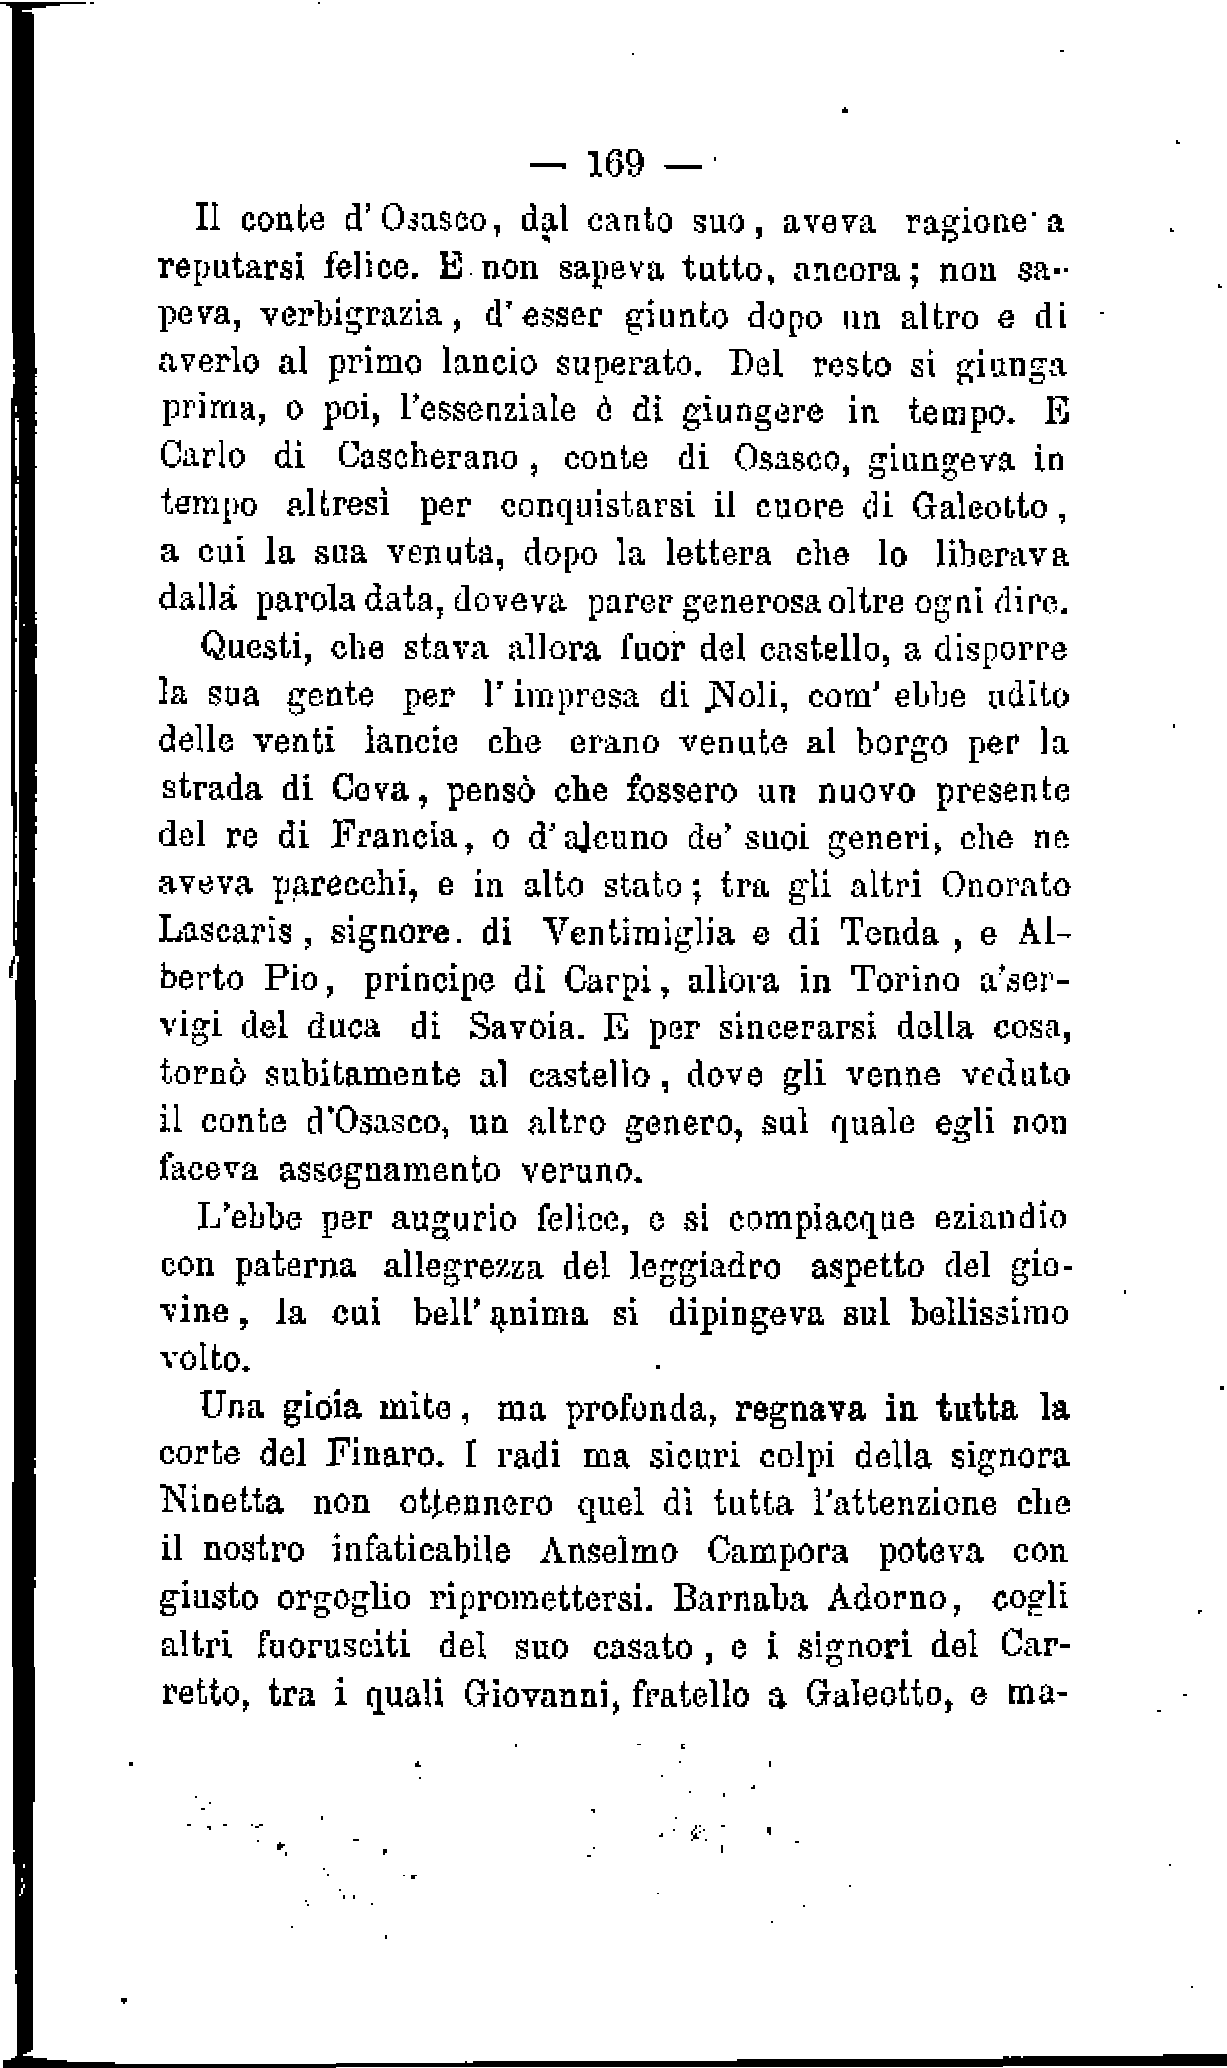 — 169 —
Il conte d'Osasco, dal canto suo, aveva ragione a
reputarsi felice. E non sapeva tutto, ancora; non sa-
peva, verbigrazia, d'esser giunto dopo un altro e di
averlo al primo lancio superato. Del resto si giunga
prima, o poi, l'essenziale è di giungere in tempo. E
Carlo di Cascherano, conte di Osasco, giungeva in
tempo altresì per conquistarsi il cuore di Galeotto,
a cui la sua venuta, dopo la lettera che lo liberava
dalla parola data, doveva parer generosa oltre ogni dire.
Questi, che stava allora fuor del castello, a disporre
la sua gente per l'impresa di Noli, com' ebbe udito
delle venti lancie che erano venute al borgo per la
strada di Ceva, pensò che fossero un nuovo presente
del re di Francia, o d'alcuno de' suoi generi, che ne
aveva parecchi, e in alto stato; tra gli altri Onorato
Lascaris, signore di Ventimiglia e di Tenda, e Al-
berto Pio, principe di Carpi, allora in Torino a'ser-
vigi del duca di Savoia. E per sincerarsi della cosa,
tornò subitamente al castello, dove gli venne veduto
il conte d'Osasco, un altro genero, sul quale egli non
faceva assegnamento veruno.
L'ebbe per augurio felice, e si compiacque eziandio
con paterna allegrezza del leggiadro aspetto del gio-
vine, la cui bell'anima si dipingeva sul bellissimo
volto.
Una gioia mite, ma profonda, regnava in tutta la
corte del Finaro. I radi ma sicuri colpi della signora
Ninetta non ottennero quel dì tutta l'attenzione che
il nostro infaticabile Anselmo Campora poteva con
giusto orgoglio ripromettersi. Barnaba Adorno, cogli
altri fuorusciti del suo casato, e i signori del Car-
retto, tra i quali Giovanni, fratello a Galeotto, e ma-